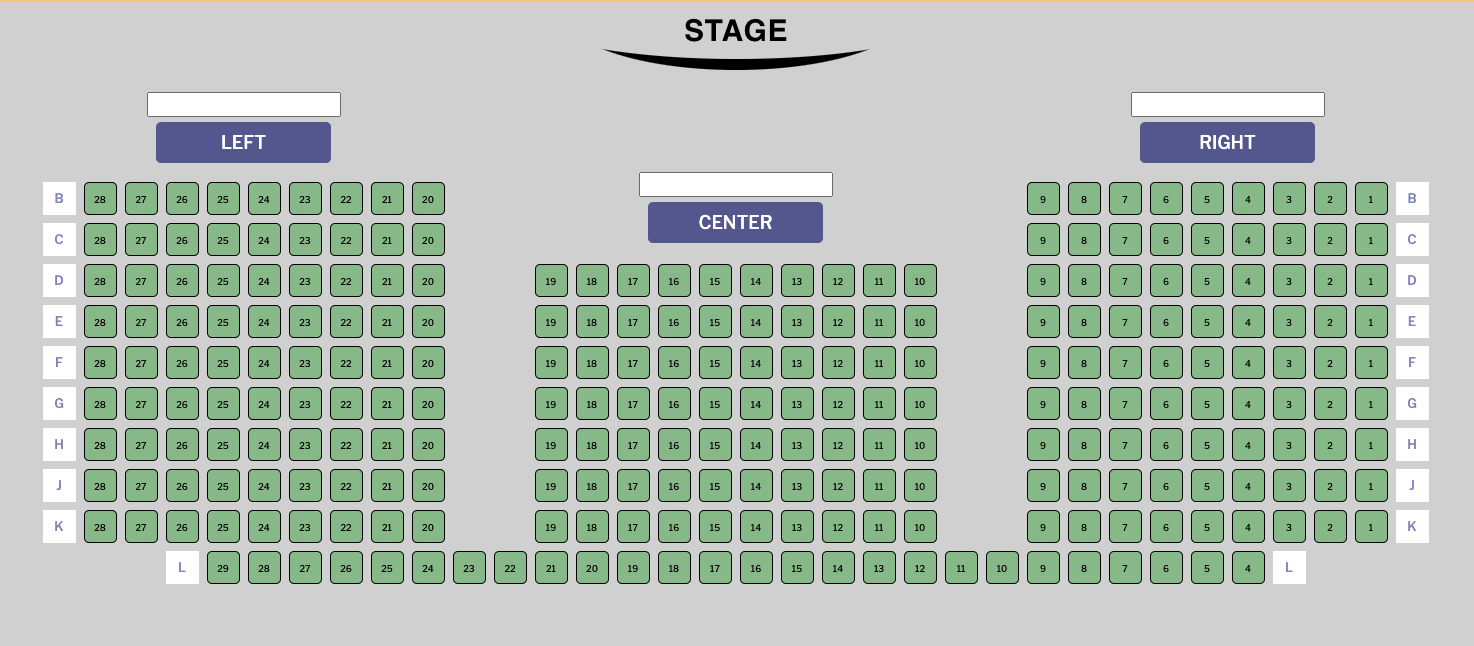 STAGE
LEFT
RIGHT
CENTER
B 28 27 26 25 24 23 22 21 20 9 8 7 6 5 4 3 2 1 B
C 28 27 26 25 24 23 22 21 20 9 8 7 6 5 4 3 2 1 C
D 28 27 26 25 24 23 22 21 20 19 18 17 16 15 14 13 12 11 10 9 8 7 6 5 4 3 2 1 D
E 28 27 26 25 24 23 22 21 20 19 18 17 16 15 14 13 12 11 10 9 8 7 6 5 4 3 2 1 E
F 28 27 26 25 24 23 22 21 20 19 18 17 16 15 14 13 12 11 10 9 8 7 6 5 4 3 2 1 F
G 28 27 26 25 24 23 22 21 20 19 18 17 16 15 14 13 12 11 10 9 8 7 6 5 4 3 2 1 G
H 28 27 26 25 24 23 22 21 20 19 18 17 16 15 14 13 12 11 10 9 8 7 6 5 4 3 2 1 H
J 28 27 26 25 24 23 22 21 20 19 18 17 16 15 14 13 12 11 10 9 8 7 6 5 4 3 2 1 J
K 28 27 26 25 24 23 22 21 20 19 18 17 16 15 14 13 12 11 10 9 8 7 6 5 4 3 2 1 K
L 29 28 27 26 25 24 23 22 21 20 19 18 17 16 15 14 13 12 11 10 9 8 7 6 5 4 L